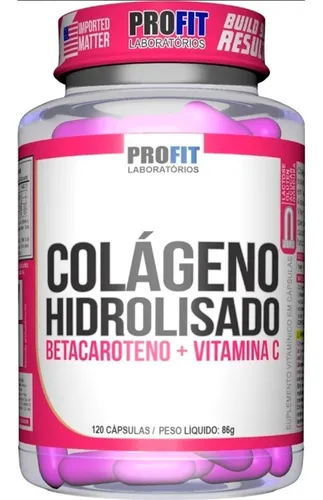 IMPORTED
MATTER
PROFIT
LABORATÓRIOS
BUILD
RESUL
PROFIT
LABORATÓRIOS
COLÁGENO
HIDROLISADO
BETACAROTENO + VITAMINA C
120 CÁPSULAS / PESO LÍQUIDO: 86g
SUPLEMENTO VITAMÍNICO EM CÁPSULAS
LACTOSE